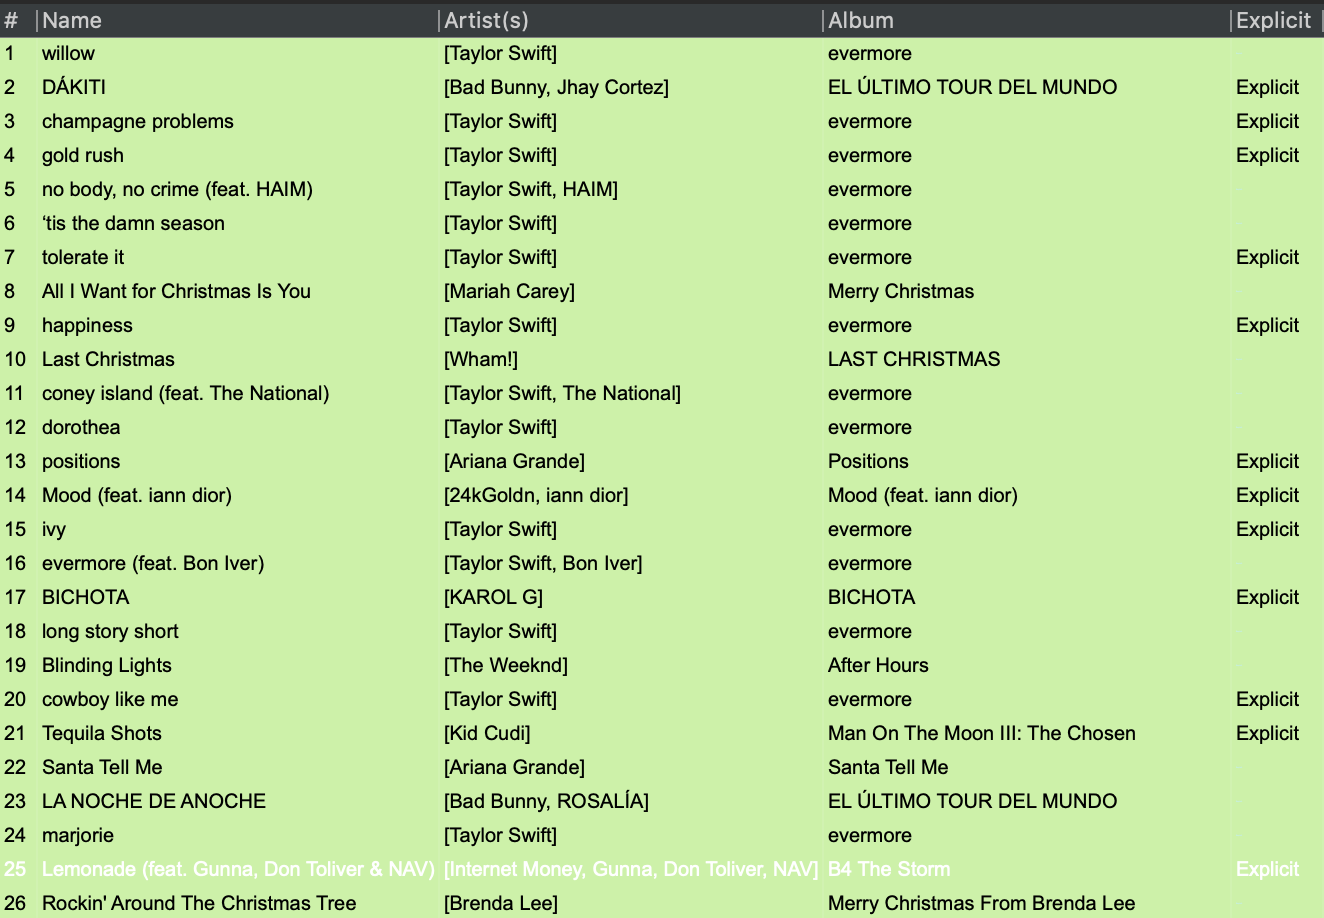 # Name Artist(s) Album Explicit
1 willow [Taylor Swift] evermore
2 DÁKITI [Bad Bunny, Jhay Cortez] EL ÚLTIMO TOUR DEL MUNDO Explicit
3 champagne problems [Taylor Swift] evermore Explicit
4 gold rush [Taylor Swift] evermore Explicit
5 no body, no crime (feat. HAIM) [Taylor Swift, HAIM] evermore
6 ‘tis the damn season [Taylor Swift] evermore
7 tolerate it [Taylor Swift] evermore Explicit
8 All I Want for Christmas Is You [Mariah Carey] Merry Christmas
9 happiness [Taylor Swift] evermore Explicit
10 Last Christmas [Wham!] LAST CHRISTMAS
11 coney island (feat. The National) [Taylor Swift, The National] evermore
12 dorothea [Taylor Swift] evermore
13 positions [Ariana Grande] Positions Explicit
14 Mood (feat. iann dior) [24kGoldn, iann dior] Mood (feat. iann dior) Explicit
15 ivy [Taylor Swift] evermore Explicit
16 evermore (feat. Bon Iver) [Taylor Swift, Bon Iver] evermore
17 BICHOTA [KAROL G] BICHOTA Explicit
18 long story short [Taylor Swift] evermore
19 Blinding Lights [The Weeknd] After Hours
20 cowboy like me [Taylor Swift] evermore Explicit
21 Tequila Shots [Kid Cudi] Man On The Moon III: The Chosen Explicit
22 Santa Tell Me [Ariana Grande] Santa Tell Me
23 LA NOCHE DE ANOCHE [Bad Bunny, ROSALÍA] EL ÚLTIMO TOUR DEL MUNDO
24 marjorie [Taylor Swift] evermore
25 Lemonade (feat. Gunna, Don Toliver & NAV) [Internet Money, Gunna, Don Toliver, NAV] B4 The Storm Explicit
26 Rockin' Around The Christmas Tree [Brenda Lee] Merry Christmas From Brenda Lee